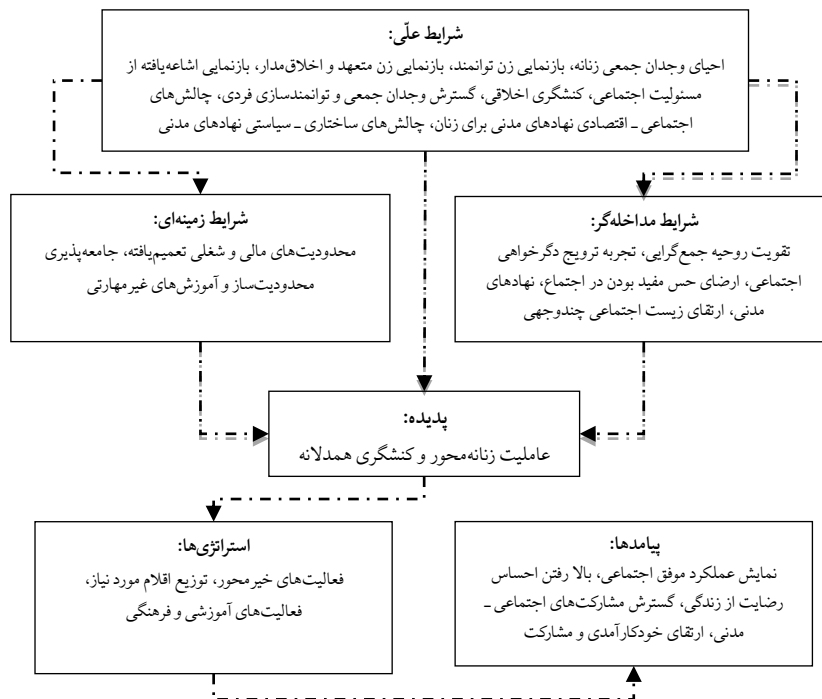 شرایط علّی:
احیای وجدان جمعی زنانه، بازنمایی زن توانمند، بازنمایی زن متعهد و اخلاق‌مدار، بازنمایی اشاعه‌یافته از
مسئولیت اجتماعی، کنشگری اخلاقی، گسترش وجدان جمعی و توانمندسازی فردی، چالش‌های
اجتماعی ـ اقتصادی نهادهای مدنی برای زنان، چالش‌های ساختاری ـ سیاستی نهادهای مدنی
شرایط مداخله‌گر:
تقویت روحیه جمع‌گرایی، تجربه ترویج دگرخواهی
اجتماعی، ارضای حس مفید بودن در اجتماع، نهادهای
مدنی، ارتقای زیست اجتماعی چندوجهی
شرایط زمینه‌ای:
محدودیت‌های مالی و شغلی تعمیم‌یافته، جامعه‌پذیری
محدودیت‌ساز و آموزش‌های غیرمهارتی
پدیده:
عاملیت زنانه‌محور و کنشگری همدلانه
استراتژی‌ها:
فعالیت‌های خیرمحور، توزیع اقلام مورد نیاز،
فعالیت‌های آموزشی و فرهنگی
پیامدها:
نمایش عملکرد موفق اجتماعی، بالا رفتن احساس
رضایت از زندگی، گسترش مشارکت‌های اجتماعی ـ
مدنی، ارتقای خودکارآمدی و مشارکت